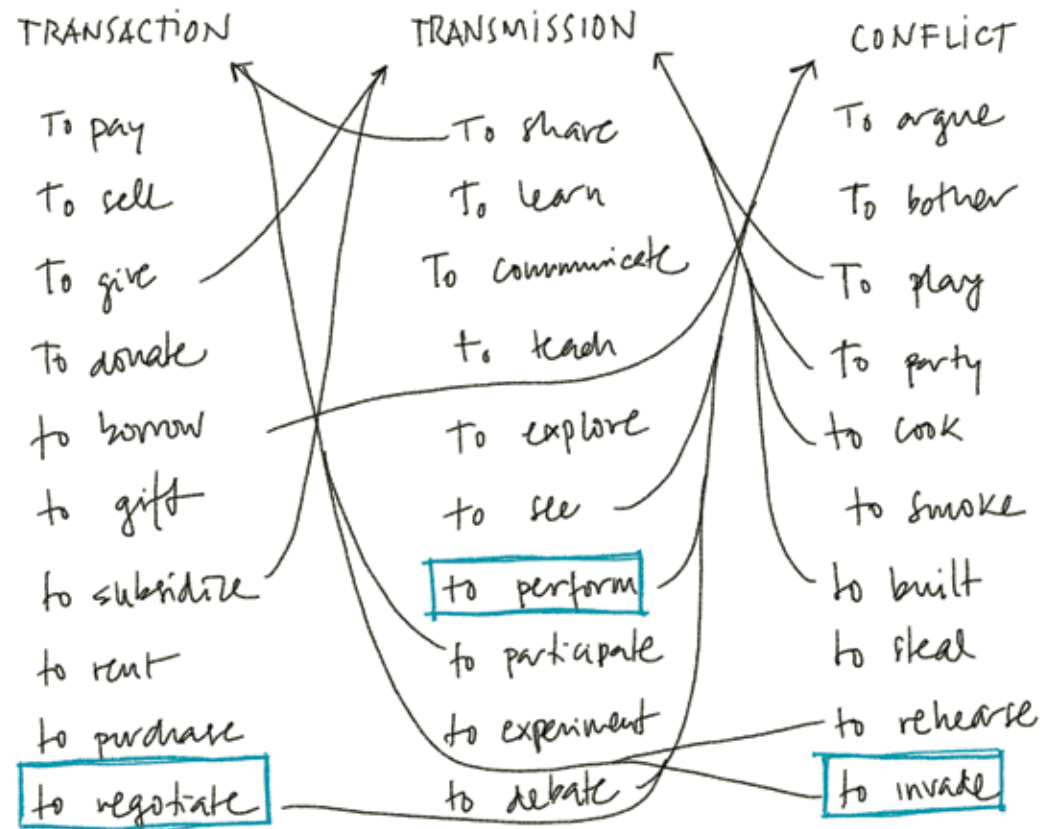 TRANSACTION
To pay
To sell
To give
To donate
to borrow
to gift
to subsidize
to rent
to purchase
to negotiate
TRANSMISSION
To share
To learn
To communicate
to teach
To explore
to see
to perform
to participate
to experiment
to debate
CONFLICT
To argue
To bother
To play
To party
to cook
to smoke
to built
to steal
to rehearse
to invade